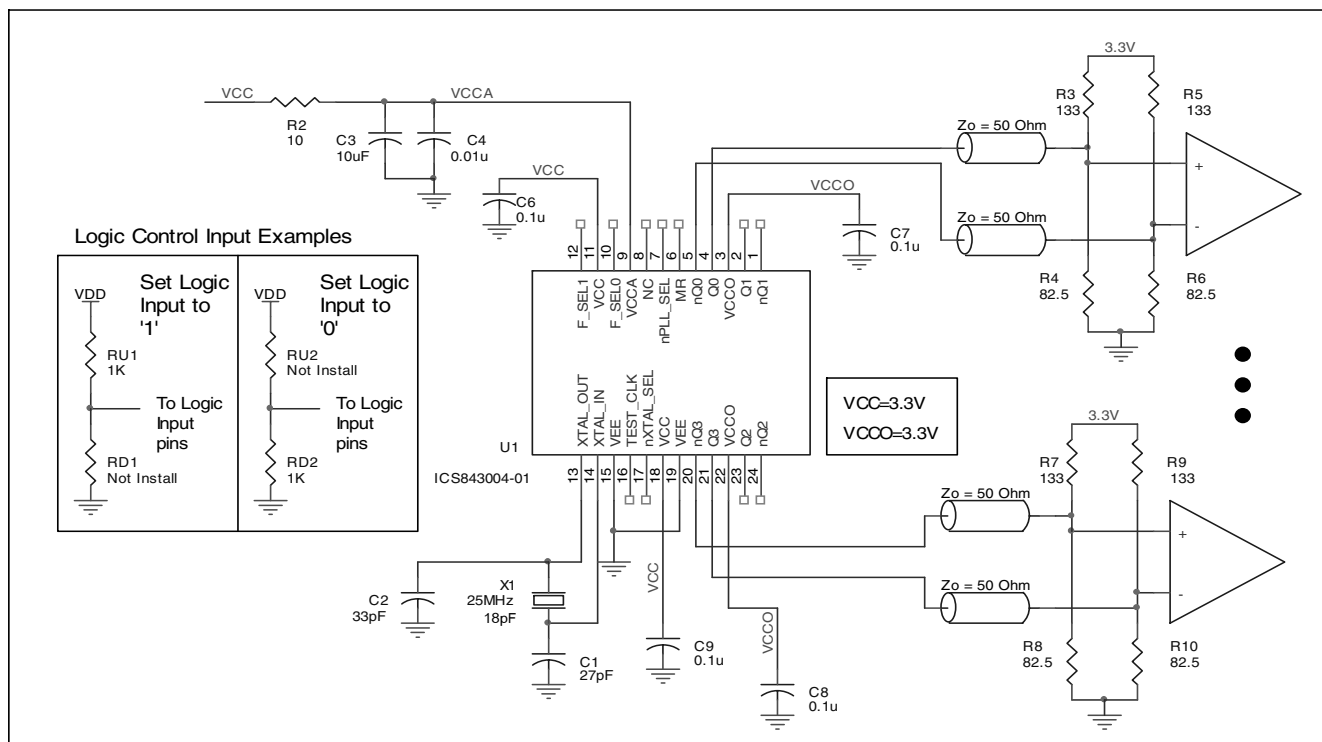 3.3V
R3
133
R5
133
VCC
VCCA
R2
10
C3
10uF
C4
0.01u
Zo = 50 Ohm
+
VCC
C6
0.1u
VCCO
C7
0.1u
Zo = 50 Ohm
-
R4
82.5
R6
82.5
Logic Control Input Examples
Set Logic
Input to
'1'
VDD
RU1
1K
To Logic
Input
pins
RD1
Not Install
Set Logic
Input to
'0'
VDD
RU2
Not Install
To Logic
Input
pins
RD2
1K
12
11
10
9
8
7
6
5
4
3
2
1
F_SEL1
VCC
F_SEL0
VCCA
NC
nPLL_SEL
MR
nQ0
Q0
VCCO
Q1
nQ1
XTAL_OUT
XTAL_IN
VEE
TEST_CLK
nXTAL_SEL
VCC
VEE
nQ3
Q3
VCCO
Q2
nQ2
U1
ICS843004-01
13
14
15
16
17
18
19
20
21
22
23
24
VCC=3.3V
VCCO=3.3V
3.3V
R7
133
R9
133
Zo = 50 Ohm
+
Zo = 50 Ohm
-
R8
82.5
R10
82.5
C2
33pF
X1
25MHz
18pF
C1
27pF
VCC
C9
0.1u
VCCO
C8
0.1u